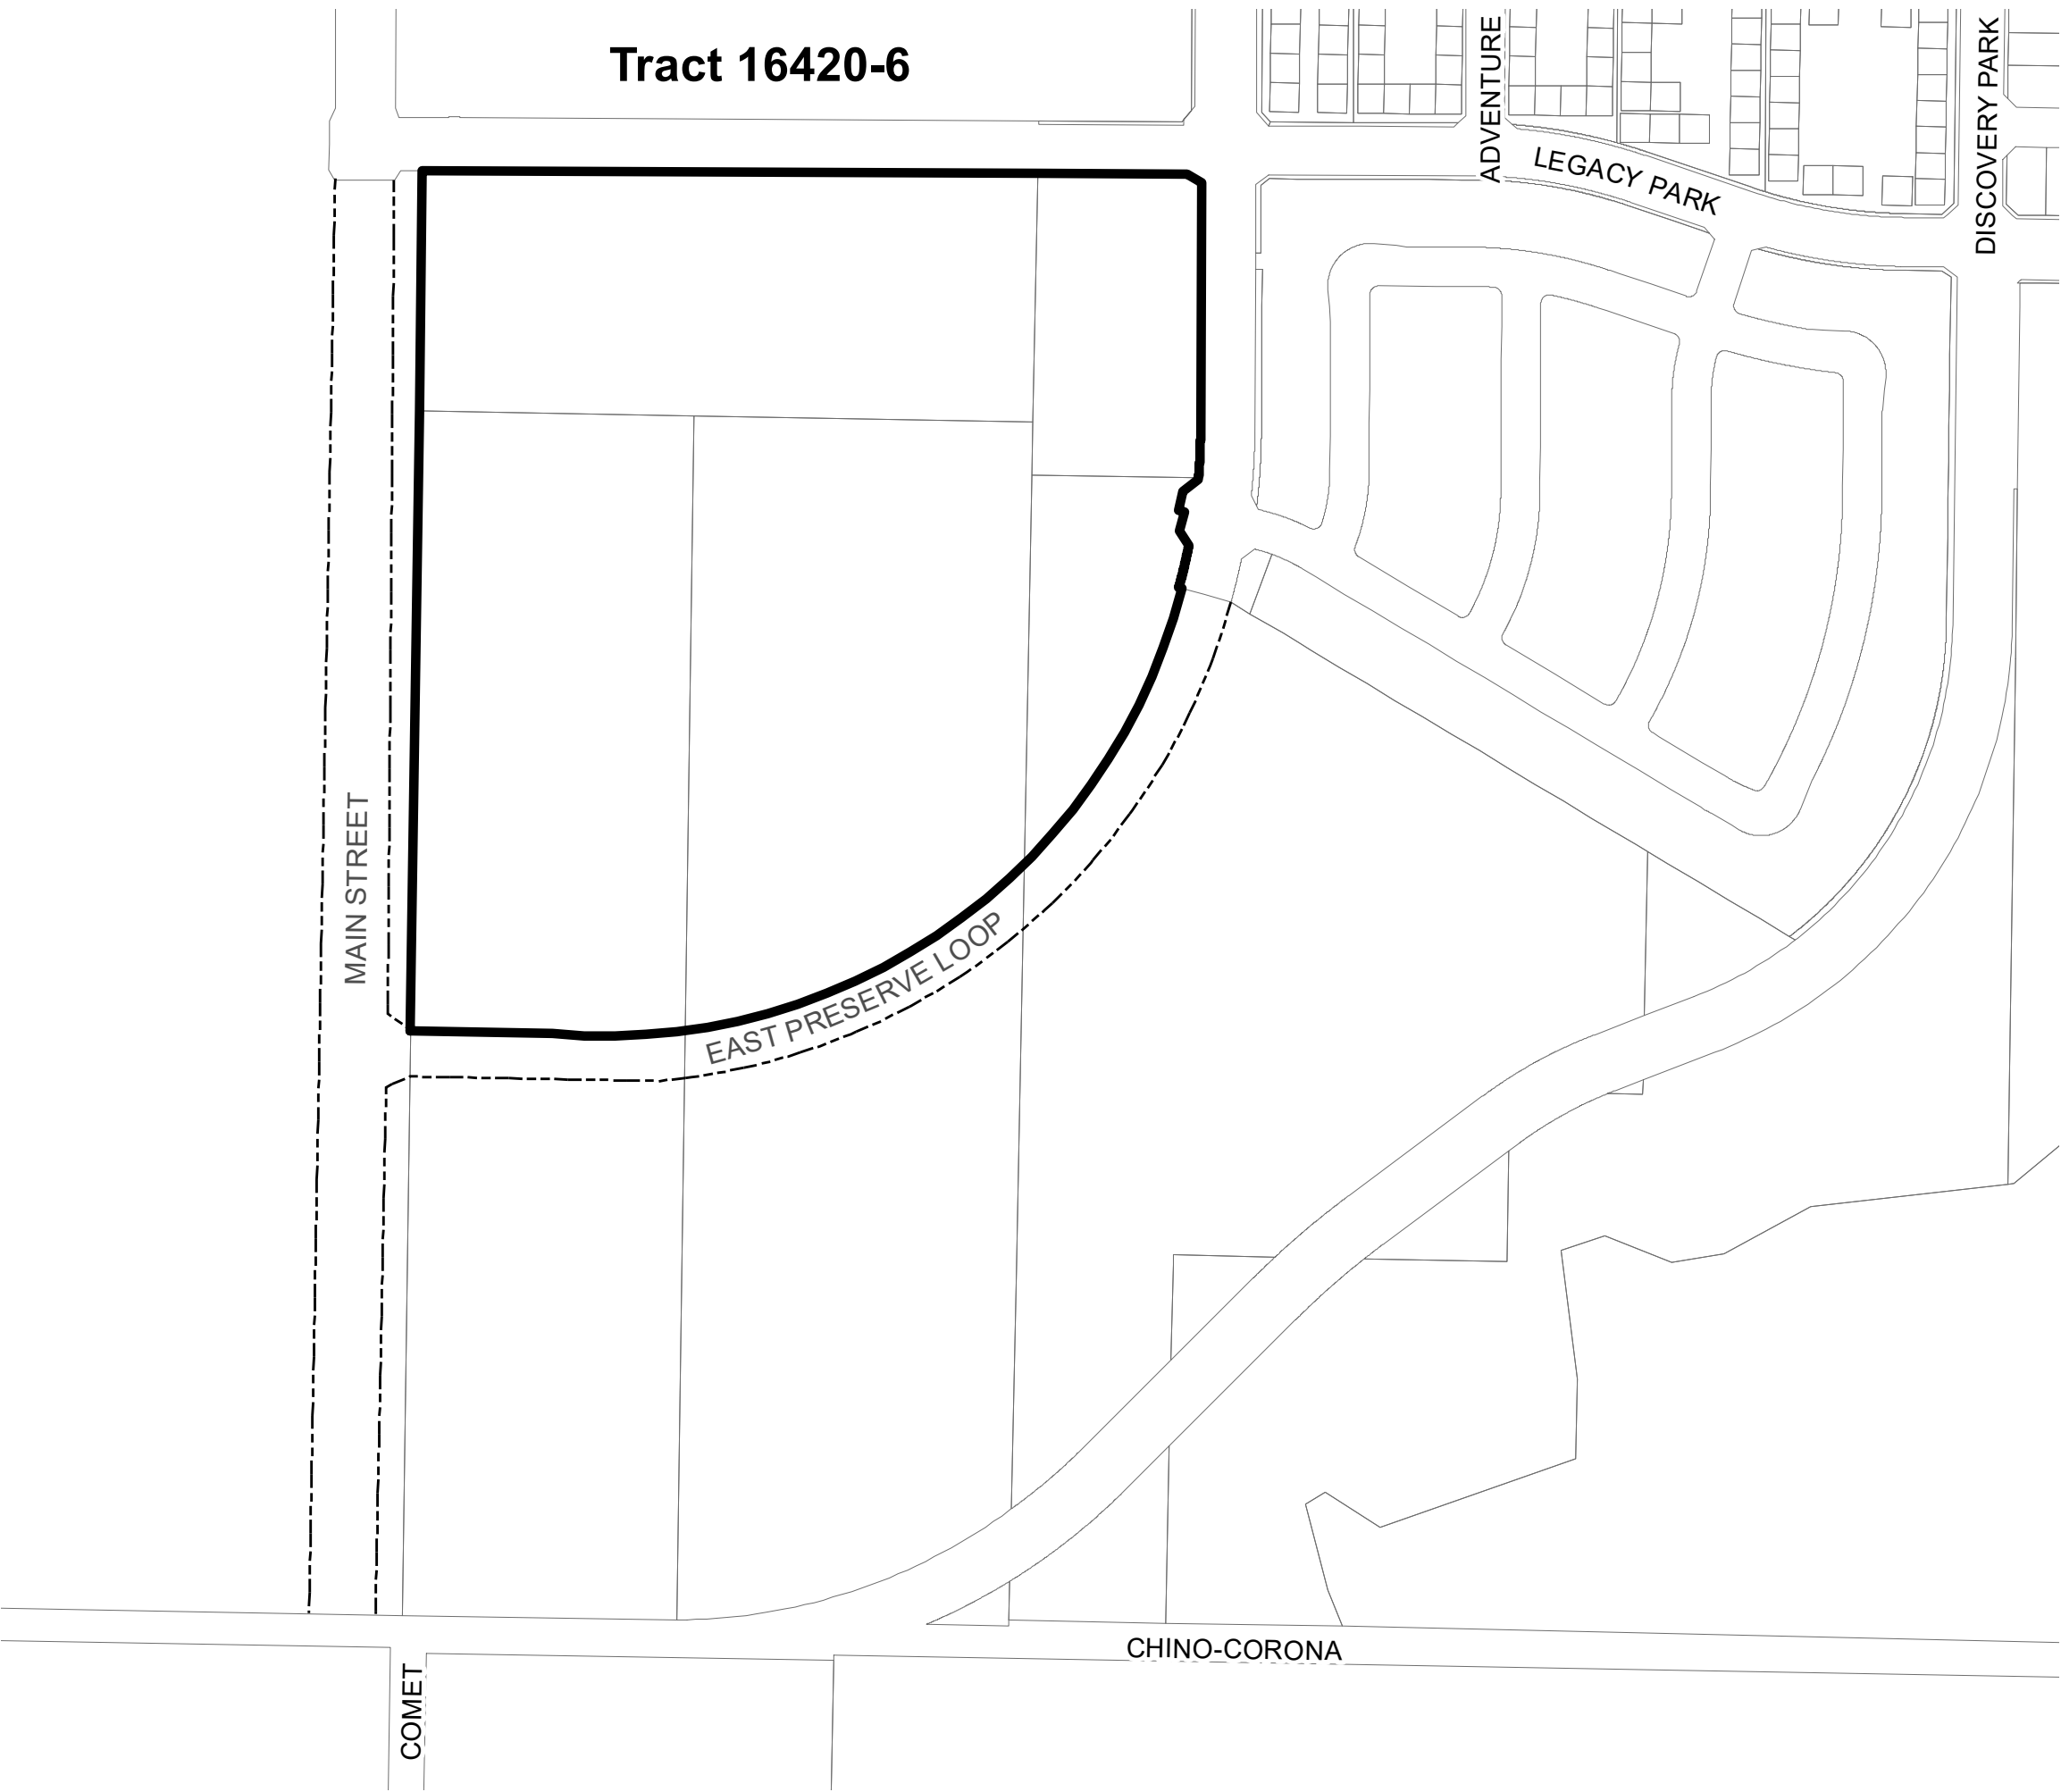 Tract 16420-6
ADVENTURE
DISCOVERY PARK
LEGACY PARK
MAIN STREET
EAST PRESERVE LOOP
CHINO-CORONA
COMET